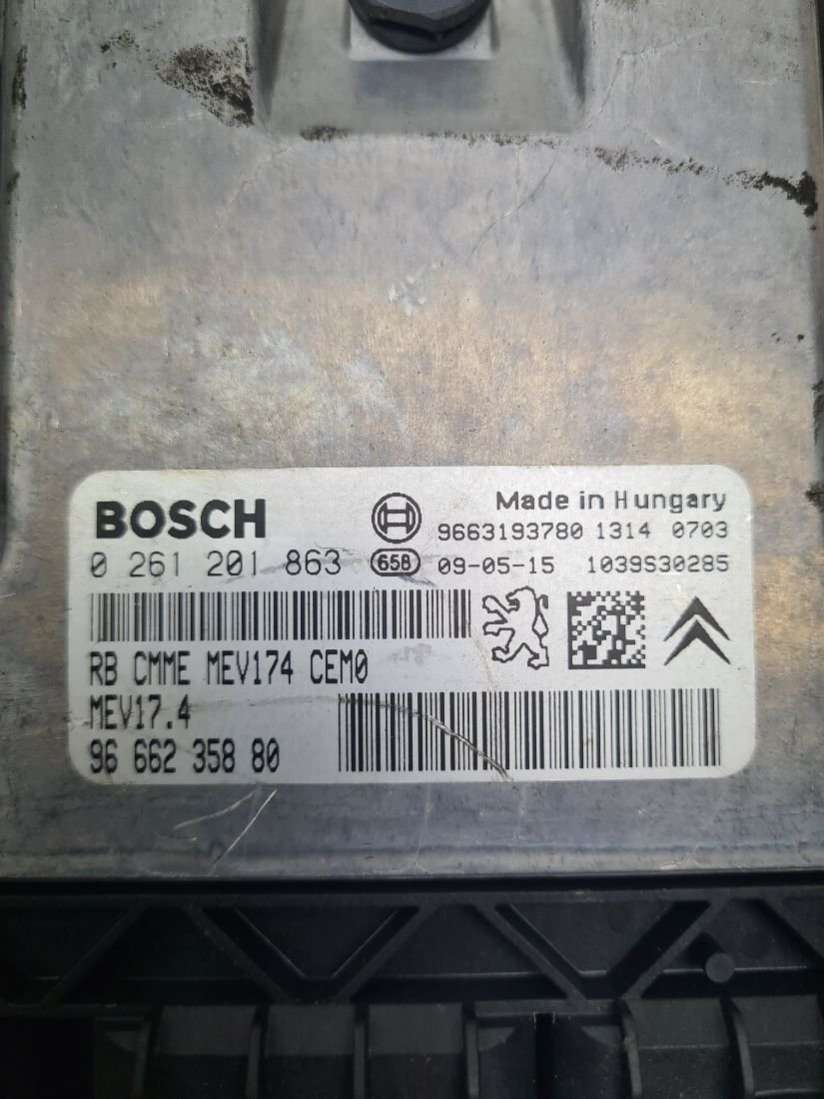 BOSCH
Made in Hungary
9663193780 1314 0703
0 261 201 863 658 09-05-15 1039S30285
RB CMME MEV174 CEM0
MEV17.4
96 662 358 80